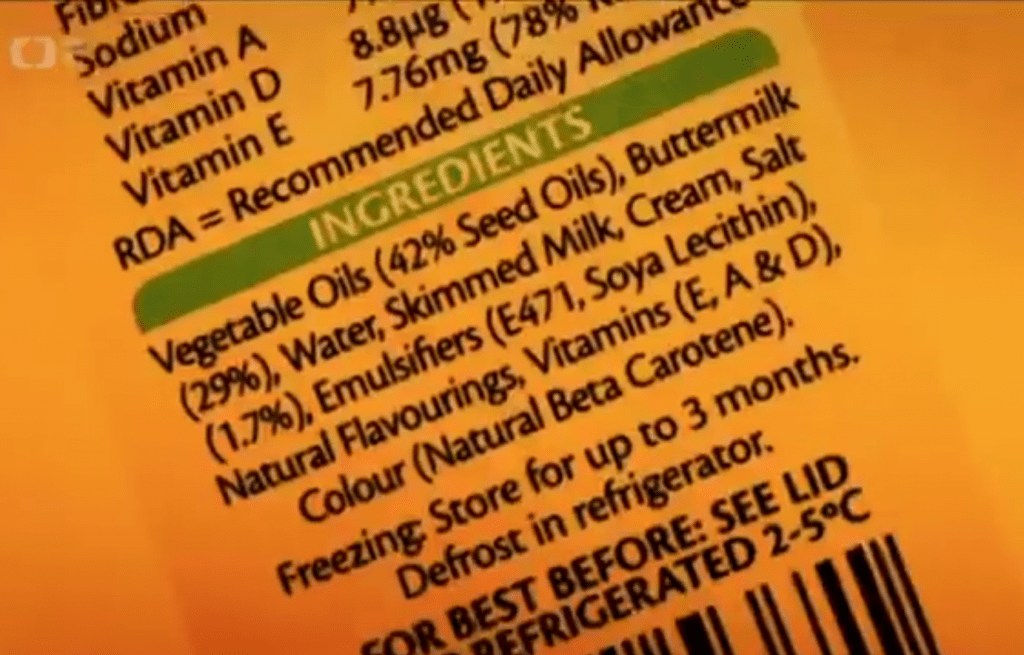 Sodium
Vitamin A
Vitamin D 8.8µg
Vitamin E 7.76mg (78%
RDA = Recommended Daily Allowance
INGREDIENTS
Vegetable Oils (42% Seed Oils), Buttermilk
(29%), Water, Skimmed Milk, Cream, Salt
(1.7%), Emulsifiers (E471, Soya Lecithin),
Natural Flavourings, Vitamins (E, A & D),
Colour (Natural Beta Carotene).
Freezing: Store for up to 3 months.
Defrost in refrigerator.
FOR BEST BEFORE: SEE LID
REFRIGERATED 2-5°C